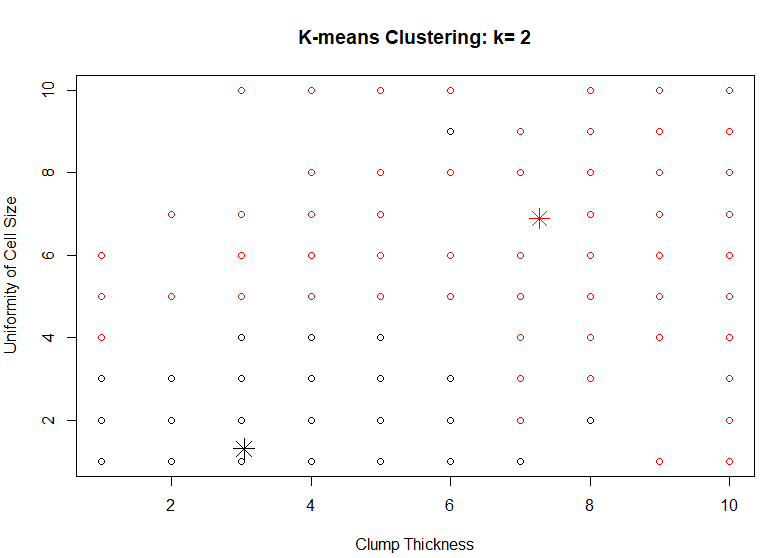 K-means Clustering: k= 2
Uniformity of Cell Size
10
8
6
4
2
2 4 6 8 10
Clump Thickness